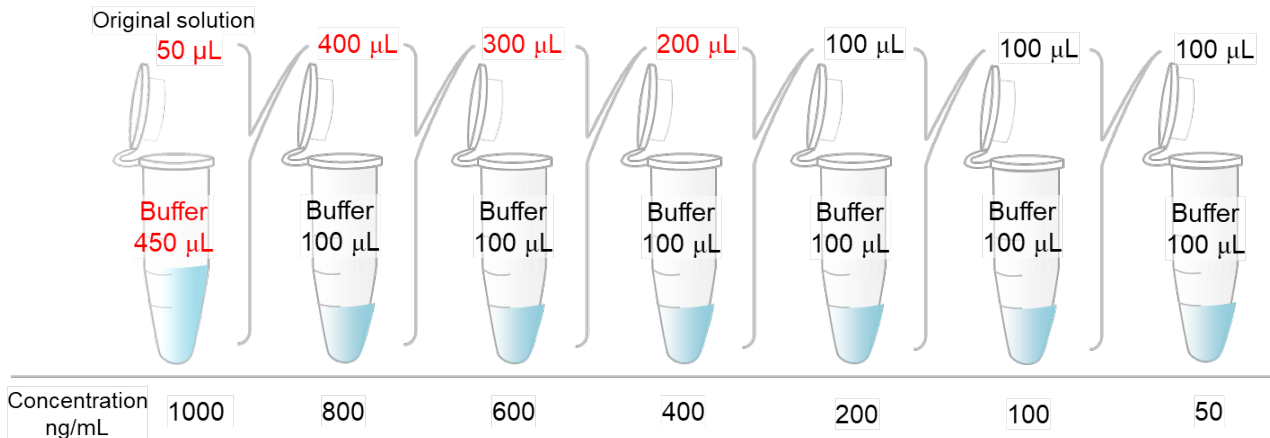 Original solution
50 μL
400 μL
300 μL
200 μL
100 μL
100 μL
100 μL
Buffer
450 μL
Buffer
100 μL
Buffer
100 μL
Buffer
100 μL
Buffer
100 μL
Buffer
100 μL
Buffer
100 μL
Concentration
ng/mL
1000
800
600
400
200
100
50